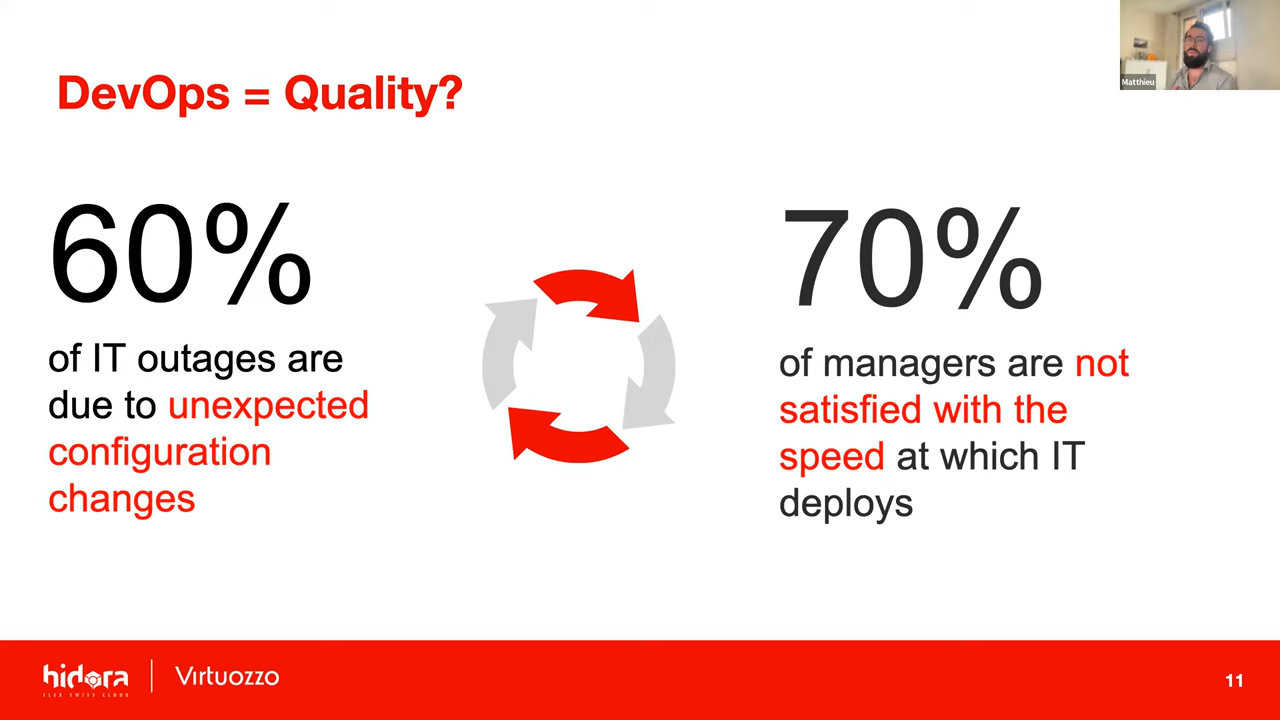 Matthieu
DevOps = Quality?
60%
of IT outages are
due to unexpected
configuration
changes
70%
of managers are not
satisfied with the
speed at which IT
deploys
hidora
FLEX SWISS CLOUD
Virtuozzo
11